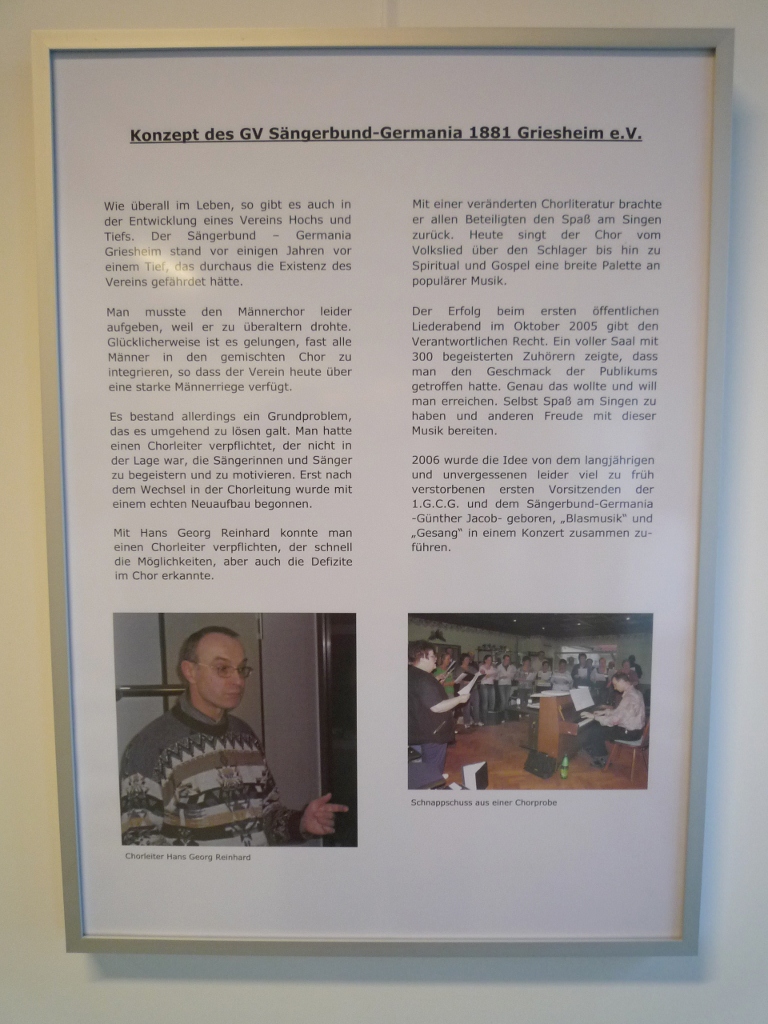 Konzept des GV Sängerbund-Germania 1881 Griesheim e.V.
Wie überall im Leben, so gibt es auch in
der Entwicklung eines Vereins Hochs und
Tiefs. Der Sängerbund – Germania
Griesheim stand vor einigen Jahren vor
einem Tief, das durchaus die Existenz des
Vereins gefährdet hätte.
Man musste den Männerchor leider
aufgeben, weil er zu überaltern drohte.
Glücklicherweise ist es gelungen, fast alle
Männer in den gemischten Chor zu
integrieren, so dass der Verein heute über
eine starke Männerriege verfügt.
Es bestand allerdings ein Grundproblem,
das es umgehend zu lösen galt. Man hatte
einen Chorleiter verpflichtet, der nicht in
der Lage war, die Sängerinnen und Sänger
zu begeistern und zu motivieren. Erst nach
dem Wechsel in der Chorleitung wurde mit
einem echten Neuaufbau begonnen.
Mit Hans Georg Reinhard konnte man
einen Chorleiter verpflichten, der schnell
die Möglichkeiten, aber auch die Defizite
im Chor erkannte.
Chorleiter Hans Georg Reinhard
Mit einer veränderten Chorliteratur brachte
er allen Beteiligten den Spaß am Singen
zurück. Heute singt der Chor vom
Volkslied über den Schlager bis hin zu
Spiritual und Gospel eine breite Palette an
populärer Musik.
Der Erfolg beim ersten öffentlichen
Liederabend im Oktober 2005 gibt den
Verantwortlichen Recht. Ein voller Saal mit
300 begeisterten Zuhörern zeigte, dass
man den Geschmack der Publikums
getroffen hatte. Genau das wollte und will
man erreichen. Selbst Spaß am Singen zu
haben und anderen Freude mit dieser
Musik bereiten.
2006 wurde die Idee von dem langjährigen
und unvergessenen leider viel zu früh
verstorbenen ersten Vorsitzenden der
1.G.C.G. und dem Sängerbund-Germania
-Günther Jacob- geboren, „Blasmusik" und
„Gesang" in einem Konzert zusammen zu-
führen.
Schnappschuss aus einer Chorprobe